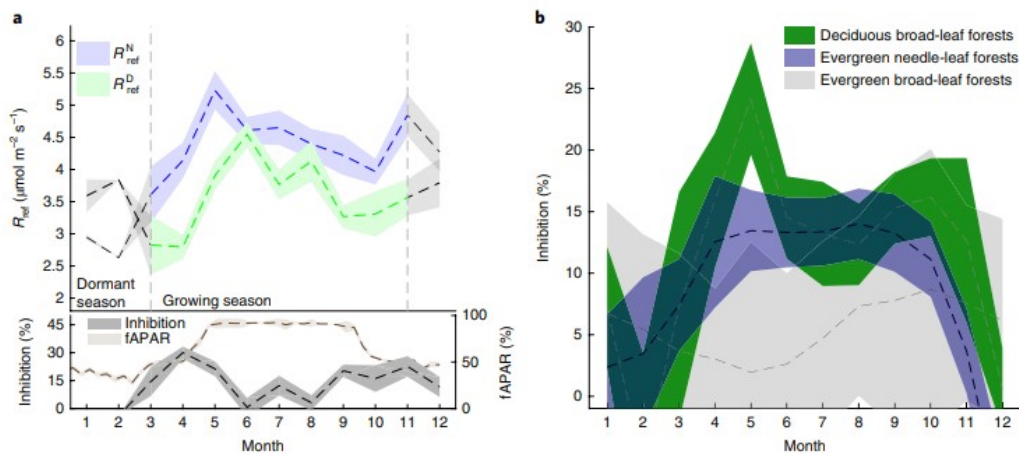 a
6
5.5
5
4.5
4
3.5
3
2.5
2
R_ref (μmol m−2 s−1)
R^N_ref
R^D_ref
Dormant season
Growing season
45
30
15
0
Inhibition (%)
Inhibition
fAPAR
100
50
0
fAPAR (%)
1 2 3 4 5 6 7 8 9 10 11 12
Month
b
30
25
20
15
10
5
0
Inhibition (%)
Deciduous broad-leaf forests
Evergreen needle-leaf forests
Evergreen broad-leaf forests
1 2 3 4 5 6 7 8 9 10 11 12
Month